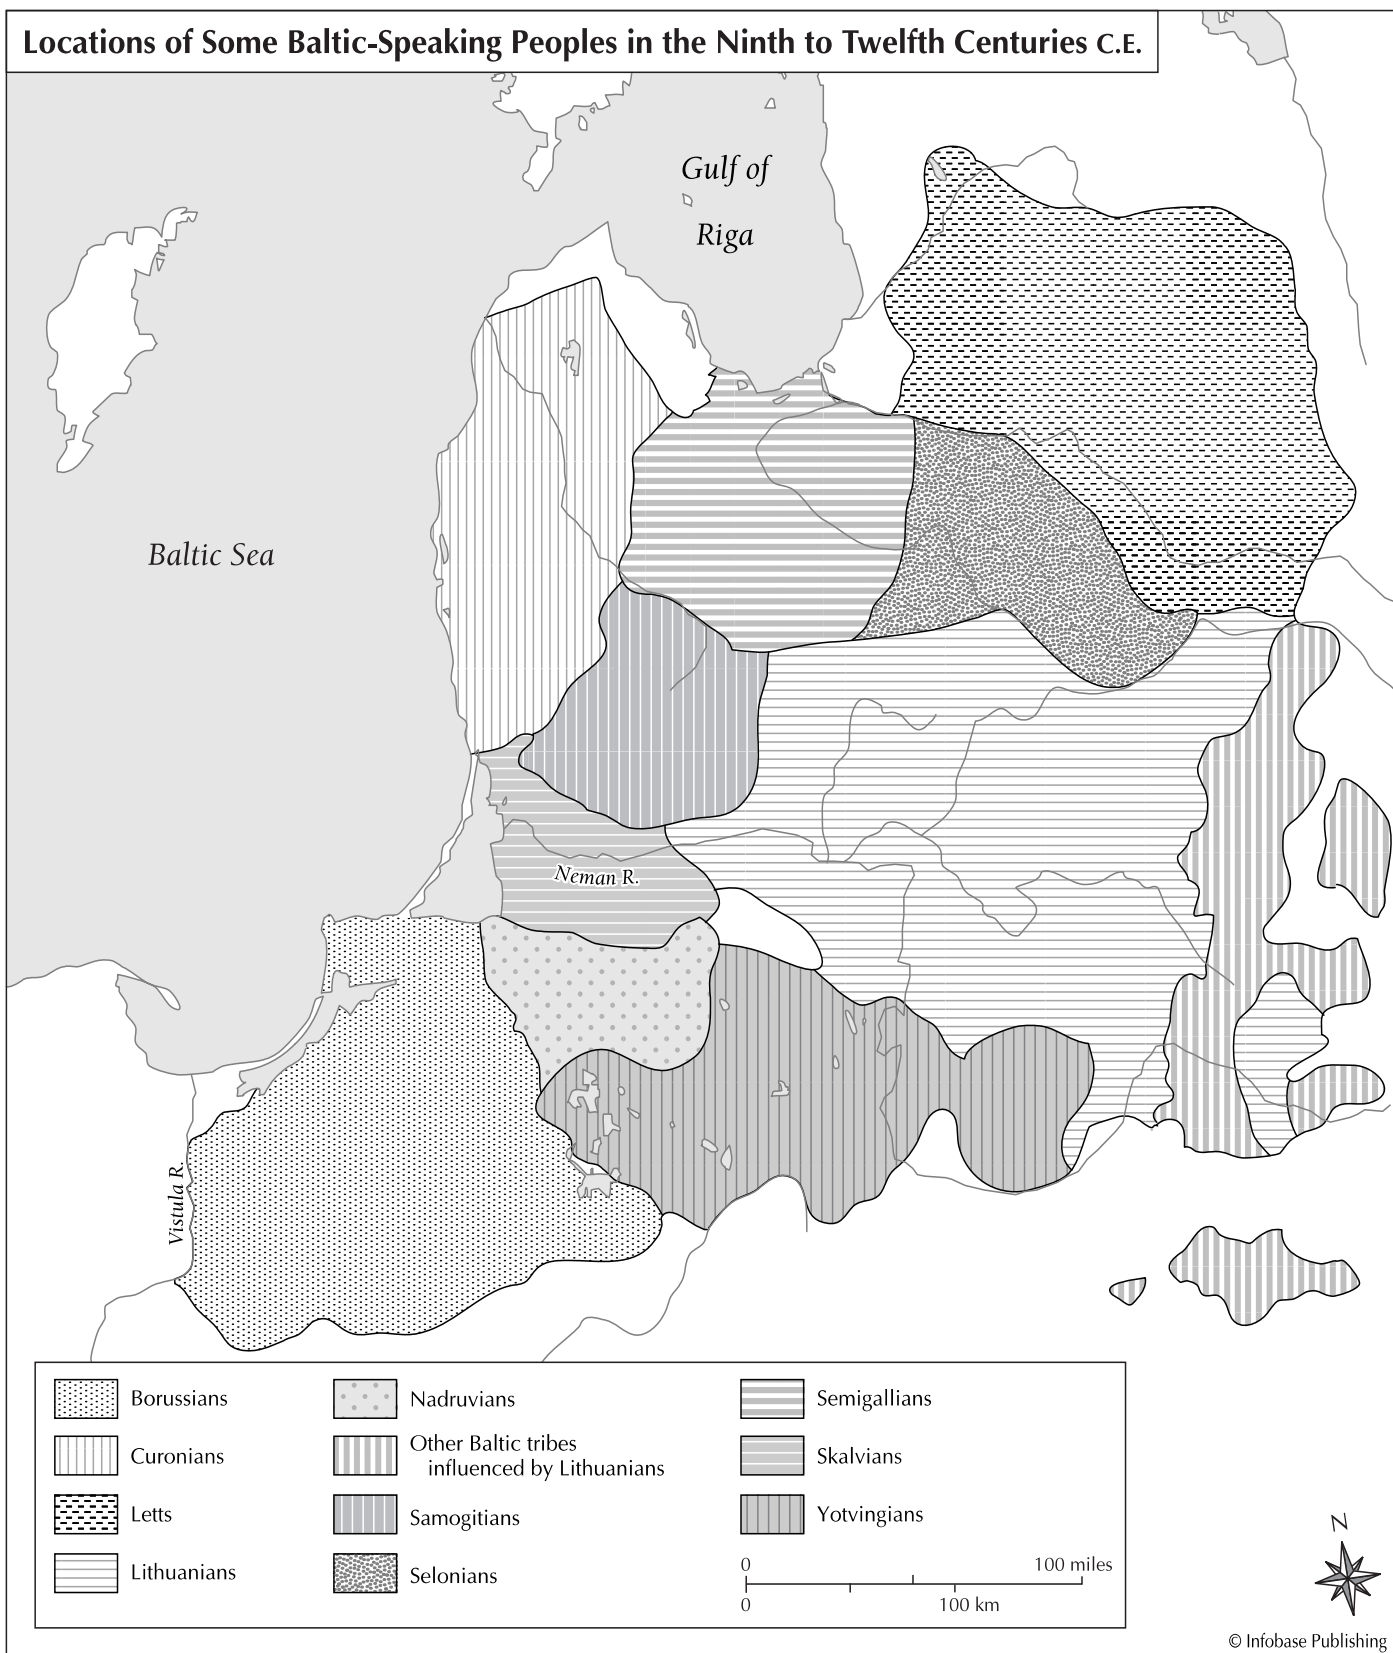 Locations of Some Baltic-Speaking Peoples in the Ninth to Twelfth Centuries C.E.
Gulf of
Riga
Baltic Sea
Neman R.
Vistula R.
Borussians
Curonians
Letts
Lithuanians
Nadruvians
Other Baltic tribes
influenced by Lithuanians
Samogitians
Selonians
Semigallians
Skalvians
Yotvingians
0 100 miles
0 100 km
N
© Infobase Publishing